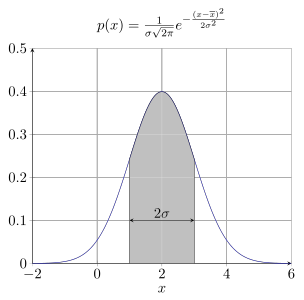 p(x) = \frac{1}{\sigma\sqrt{2\pi}} e^{-\frac{(x-\overline{x})^2}{2\sigma^2}}
0.5
0.4
0.3
0.2
2σ
0.1
0
−2 0 2 4 6
x